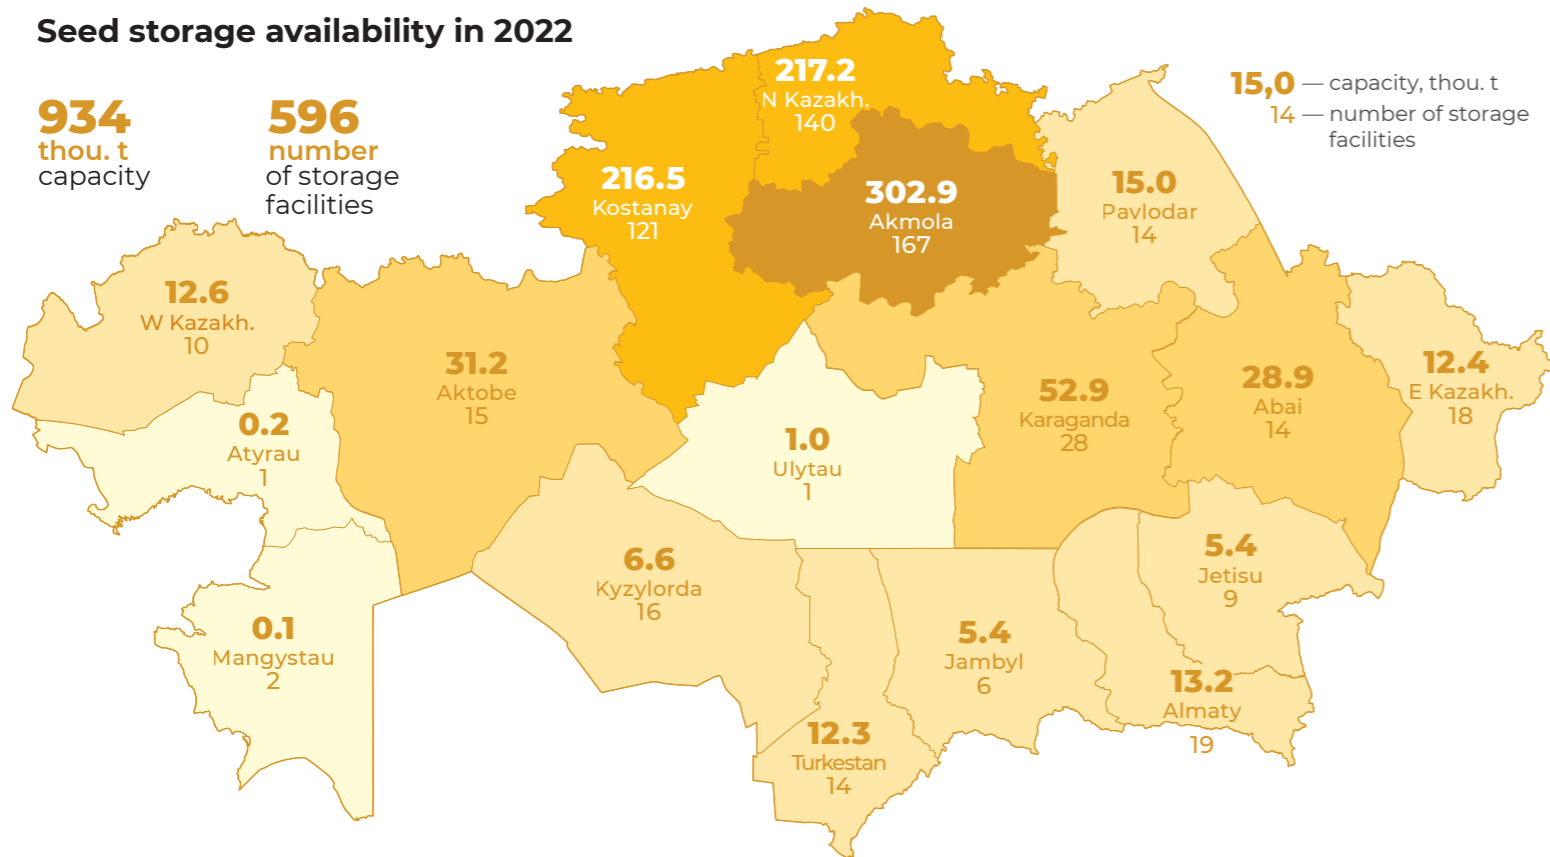 Seed storage availability in 2022
934
thou. t
capacity
596
number
of storage
facilities
15,0 — capacity, thou. t
14 — number of storage
facilities
217.2
N Kazakh.
140
216.5
Kostanay
121
302.9
Akmola
167
15.0
Pavlodar
14
12.6
W Kazakh.
10
31.2
Aktobe
15
0.2
Atyrau
1
1.0
Ulytau
1
52.9
Karaganda
28
28.9
Abai
14
12.4
E Kazakh.
18
6.6
Kyzylorda
16
5.4
Jetisu
9
0.1
Mangystau
2
5.4
Jambyl
6
13.2
Almaty
19
12.3
Turkestan
14